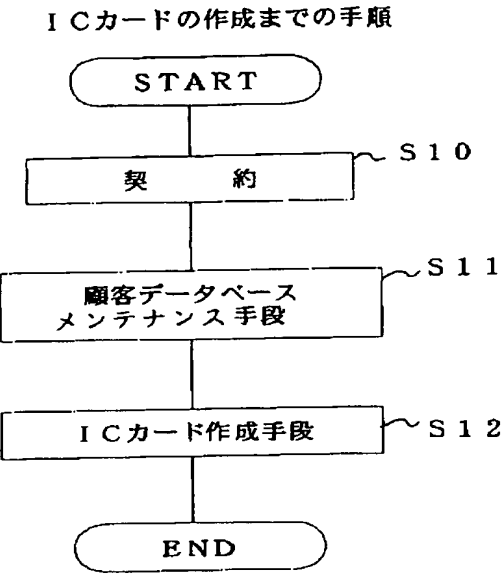 ICカードの作成までの手順
START
契約
S10
顧客データベース
メンテナンス手段
S11
ICカード作成手段
S12
END